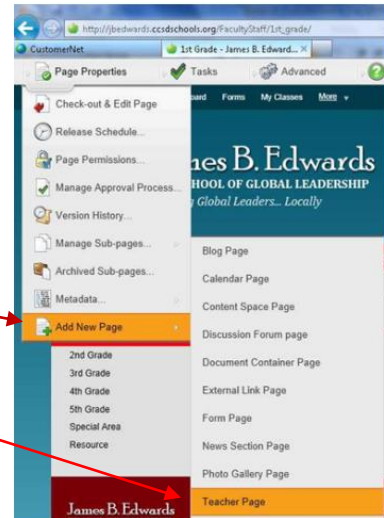 http://jbedwards.ccsdschools.org/FacultyStaff/1st_grade/
CustomerNet
1st Grade - James B. Edward...
Page Properties
Tasks
Advanced
Check-out & Edit Page
Forms
My Classes
More
Release Schedule...
Page Permissions...
mes B. Edwards
Manage Approval Process...
HOOL OF GLOBAL LEADERSHIP
Version History...
g Global Leaders... Locally
Manage Sub-pages...
Archived Sub-pages...
Metadata...
Add New Page
Blog Page
Calendar Page
Content Space Page
Discussion Forum page
Document Container Page
External Link Page
Form Page
News Section Page
Photo Gallery Page
Teacher Page
2nd Grade
3rd Grade
4th Grade
5th Grade
Special Area
Resource
James B. Edwards